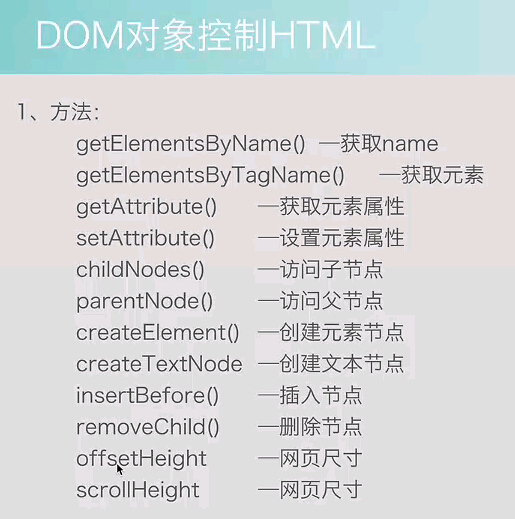 DOM对象控制HTML
1、方法：
getElementsByName() —获取name
getElementsByTagName() —获取元素
getAttribute() —获取元素属性
setAttribute() —设置元素属性
childNodes() —访问子节点
parentNode() —访问父节点
createElement() —创建元素节点
createTextNode —创建文本节点
insertBefore() —插入节点
removeChild() —删除节点
offsetHeight —网页尺寸
scrollHeight —网页尺寸